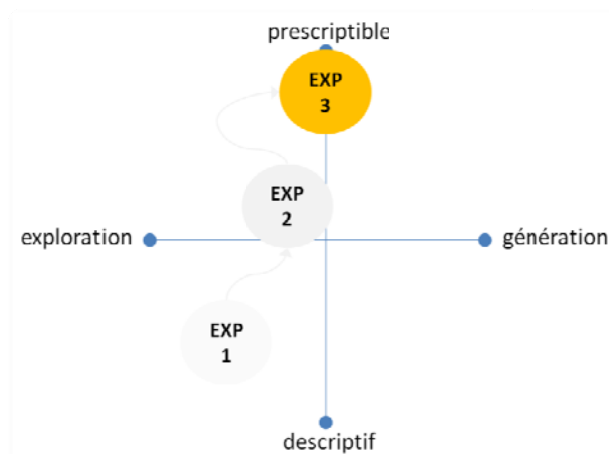 prescriptible
EXP
3
EXP
2
exploration
génération
EXP
1
descriptif